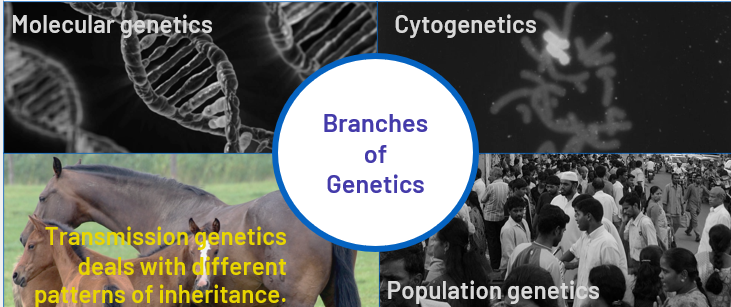 Molecular genetics
Cytogenetics
Branches
of
Genetics
Transmission genetics
deals with different
patterns of inheritance.
Population genetics